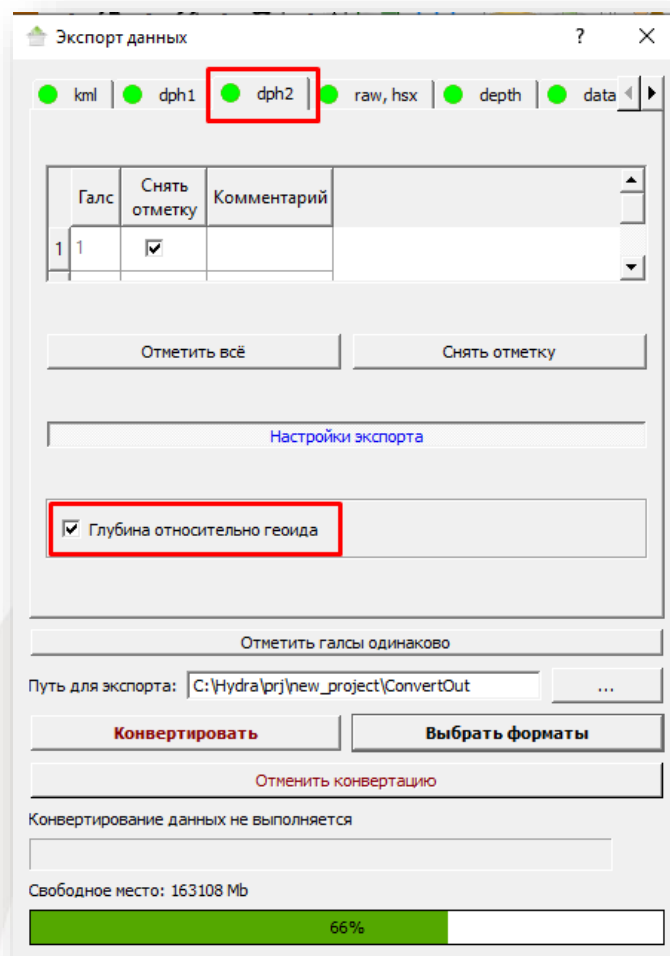 Экспорт данных ? ×
kml dph1 dph2 raw, hsx depth data
Галс Снять отметку Комментарий
1 1
Отметить всё Снять отметку
Настройки экспорта
Глубина относительно геоида
Отметить галсы одинаково
Путь для экспорта: C:\Hydra\prj\new_project\ConvertOut ...
Конвертировать Выбрать форматы
Отменить конвертацию
Конвертирование данных не выполняется
Свободное место: 163108 Mb
66%